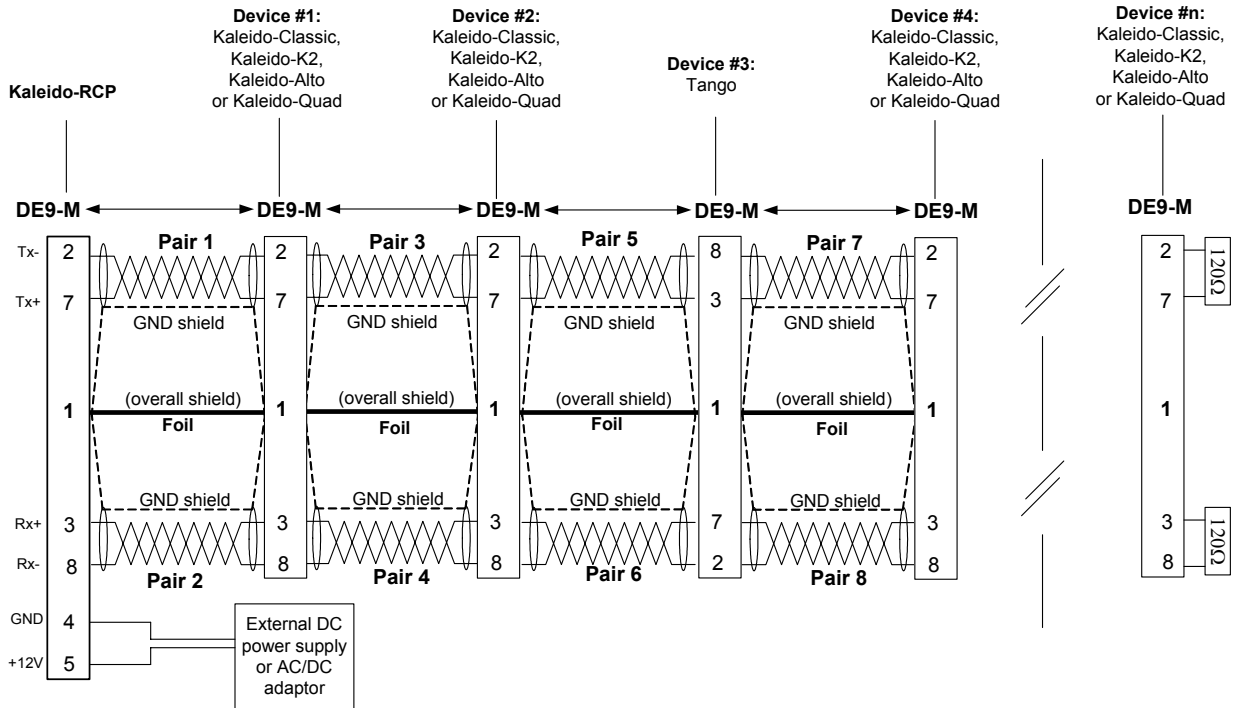 Kaleido-RCP
Device #1:
Kaleido-Classic,
Kaleido-K2,
Kaleido-Alto
or Kaleido-Quad
Device #2:
Kaleido-Classic,
Kaleido-K2,
Kaleido-Alto
or Kaleido-Quad
Device #3:
Tango
Device #4:
Kaleido-Classic,
Kaleido-K2,
Kaleido-Alto
or Kaleido-Quad
Device #n:
Kaleido-Classic,
Kaleido-K2,
Kaleido-Alto
or Kaleido-Quad
DE9-M DE9-M DE9-M DE9-M DE9-M DE9-M
Pair 1 Pair 3 Pair 5 Pair 7
Tx- 2 2 2 8 2 2
120Ω
Tx+ 7 7 7 3 7 7
GND shield GND shield GND shield GND shield
(overall shield) (overall shield) (overall shield) (overall shield)
1 1 1 1 1 1
Foil Foil Foil Foil
GND shield GND shield GND shield GND shield
Rx+ 3 3 3 7 3 3
120Ω
Rx- 8 8 8 2 8 8
Pair 2 Pair 4 Pair 6 Pair 8
GND 4
+12V 5
External DC
power supply
or AC/DC
adaptor